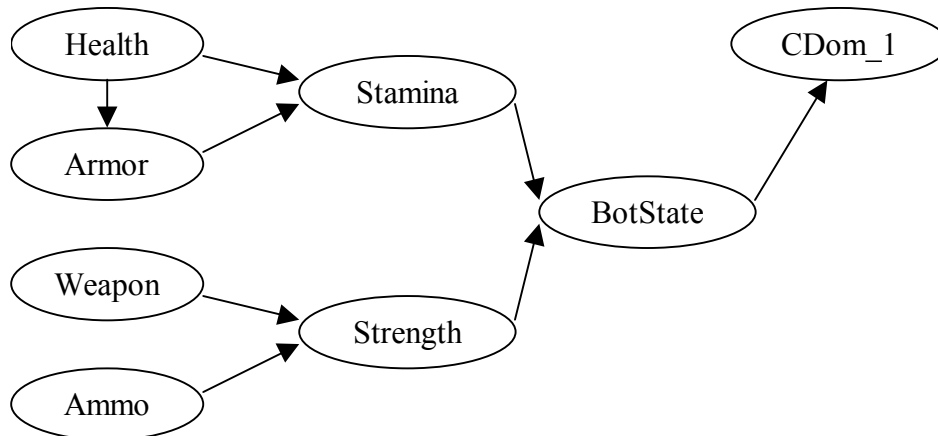 Health
CDom_1
Stamina
Armor
BotState
Weapon
Strength
Ammo